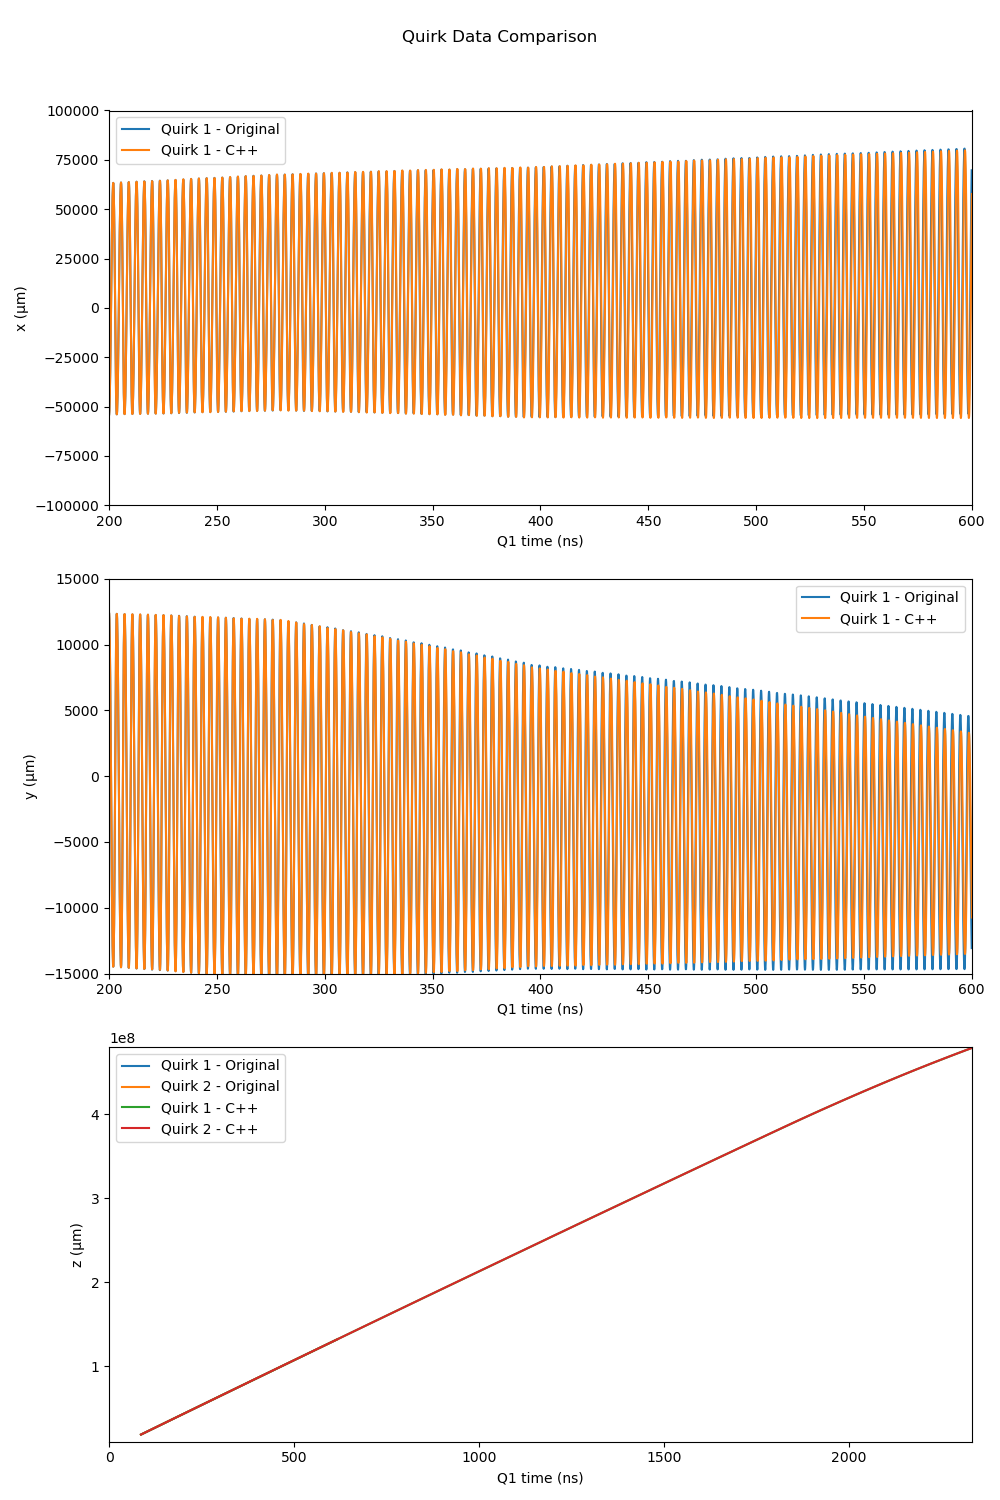 Quirk Data Comparison
100000
75000
50000
25000
0
−25000
−50000
−75000
−100000
x (μm)
Quirk 1 - Original
Quirk 1 - C++
200 250 300 350 400 450 500 550 600
Q1 time (ns)
15000
10000
5000
0
−5000
−10000
−15000
y (μm)
Quirk 1 - Original
Quirk 1 - C++
200 250 300 350 400 450 500 550 600
Q1 time (ns)
1e8
4
3
2
1
z (μm)
Quirk 1 - Original
Quirk 2 - Original
Quirk 1 - C++
Quirk 2 - C++
0 500 1000 1500 2000
Q1 time (ns)